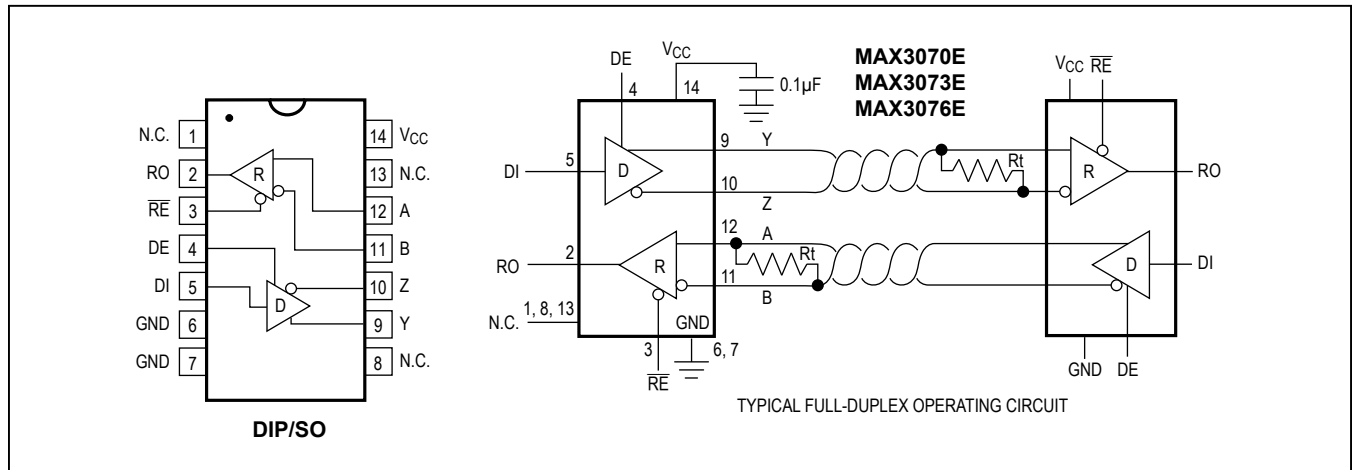 N.C. 1
RO 2
R̅E̅ 3
DE 4
DI 5
GND 6
GND 7
14 VCC
13 N.C.
12 A
11 B
10 Z
9 Y
8 N.C.
R
D
DIP/SO
DE
4
VCC
14
0.1µF
MAX3070E
MAX3073E
MAX3076E
VCC R̅E̅
DI 5 D
9 Y
10 Z
Rt
R RO
RO 2 R
12 A
11 B
Rt
D DI
N.C. 1, 8, 13
GND
3
R̅E̅
6, 7
GND DE
TYPICAL FULL-DUPLEX OPERATING CIRCUIT